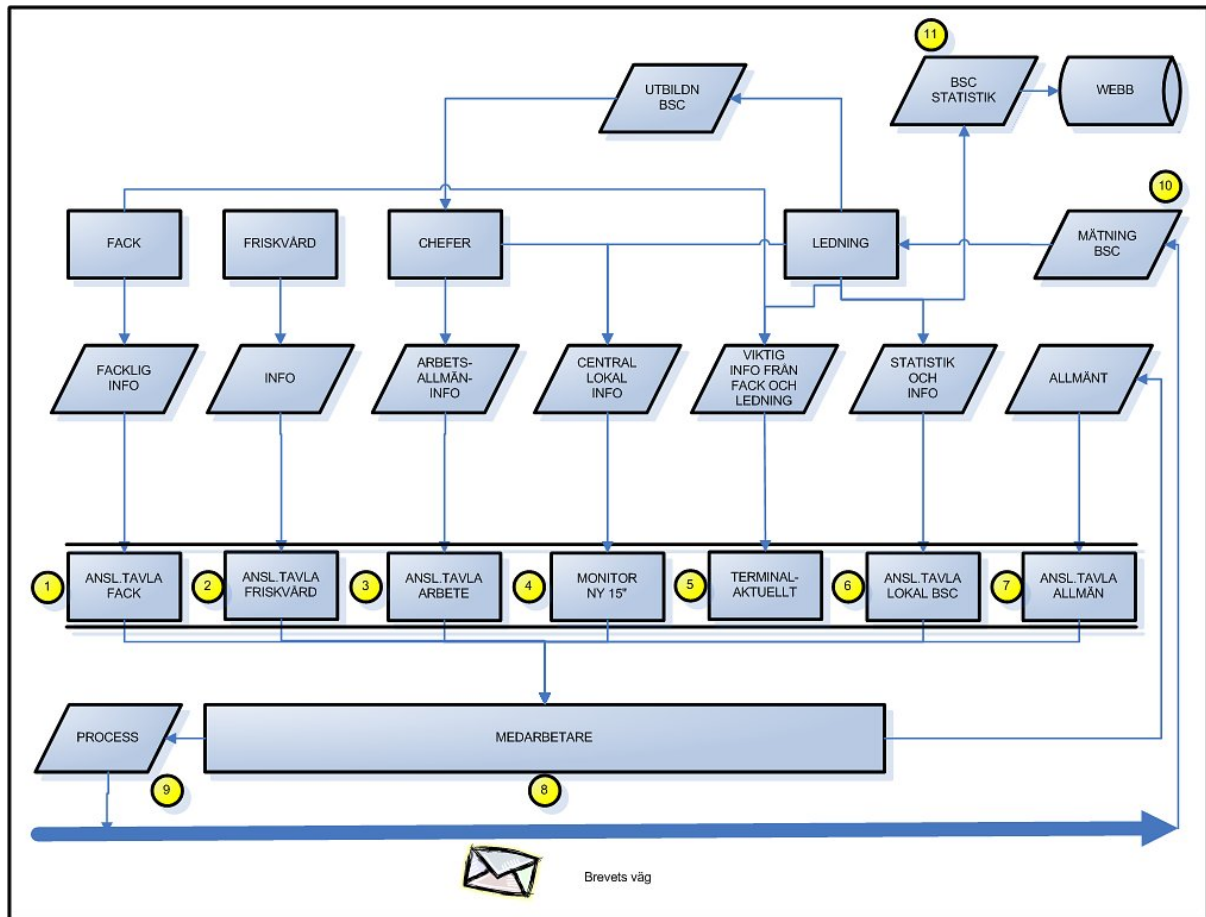 11
UTBILDN
BSC
BSC
STATISTIK
WEBB
10
FACK
FRISKVÅRD
CHEFER
LEDNING
MÄTNING
BSC
FACKLIG
INFO
INFO
ARBETS-
ALLMÄN-
INFO
CENTRAL
LOKAL
INFO
VIKTIG
INFO FRÅN
FACK OCH
LEDNING
STATISTIK
OCH
INFO
ALLMÄNT
1
ANSL.TAVLA
FACK
2
ANSL.TAVLA
FRISKVÅRD
3
ANSL.TAVLA
ARBETE
4
MONITOR
NY 15"
5
TERMINAL-
AKTUELLT
6
ANSL.TAVLA
LOKAL BSC
7
ANSL.TAVLA
ALLMÄN
PROCESS
MEDARBETARE
9
8
Brevets väg